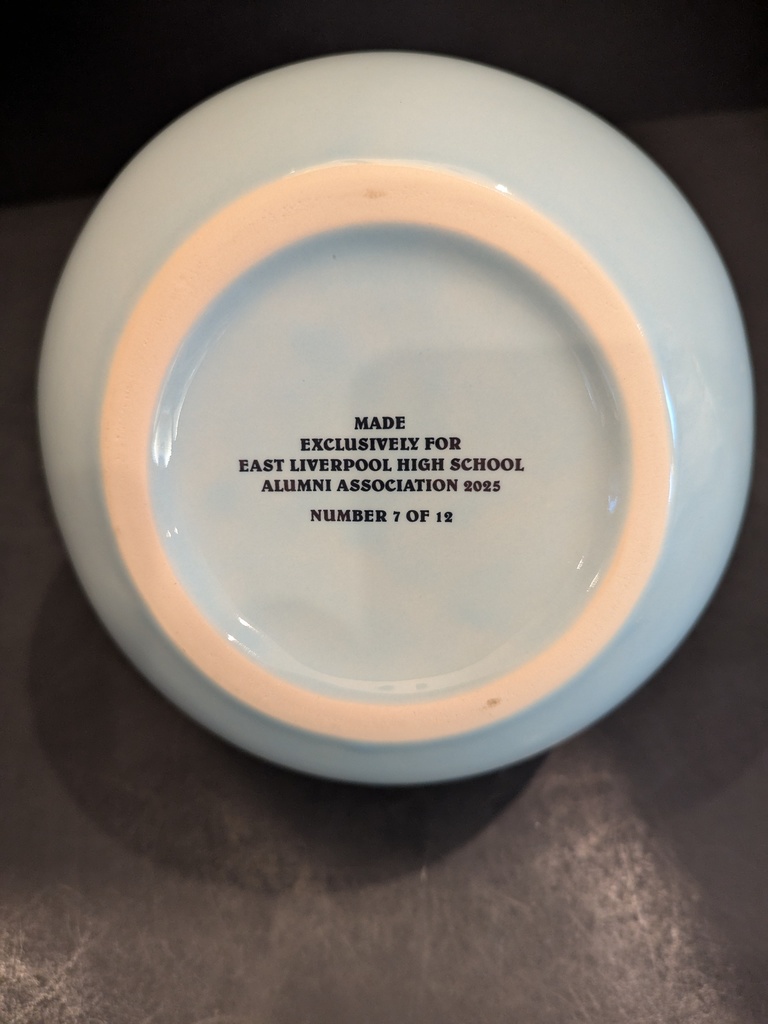 MADE
EXCLUSIVELY FOR
EAST LIVERPOOL HIGH SCHOOL
ALUMNI ASSOCIATION 2025
NUMBER 7 OF 12